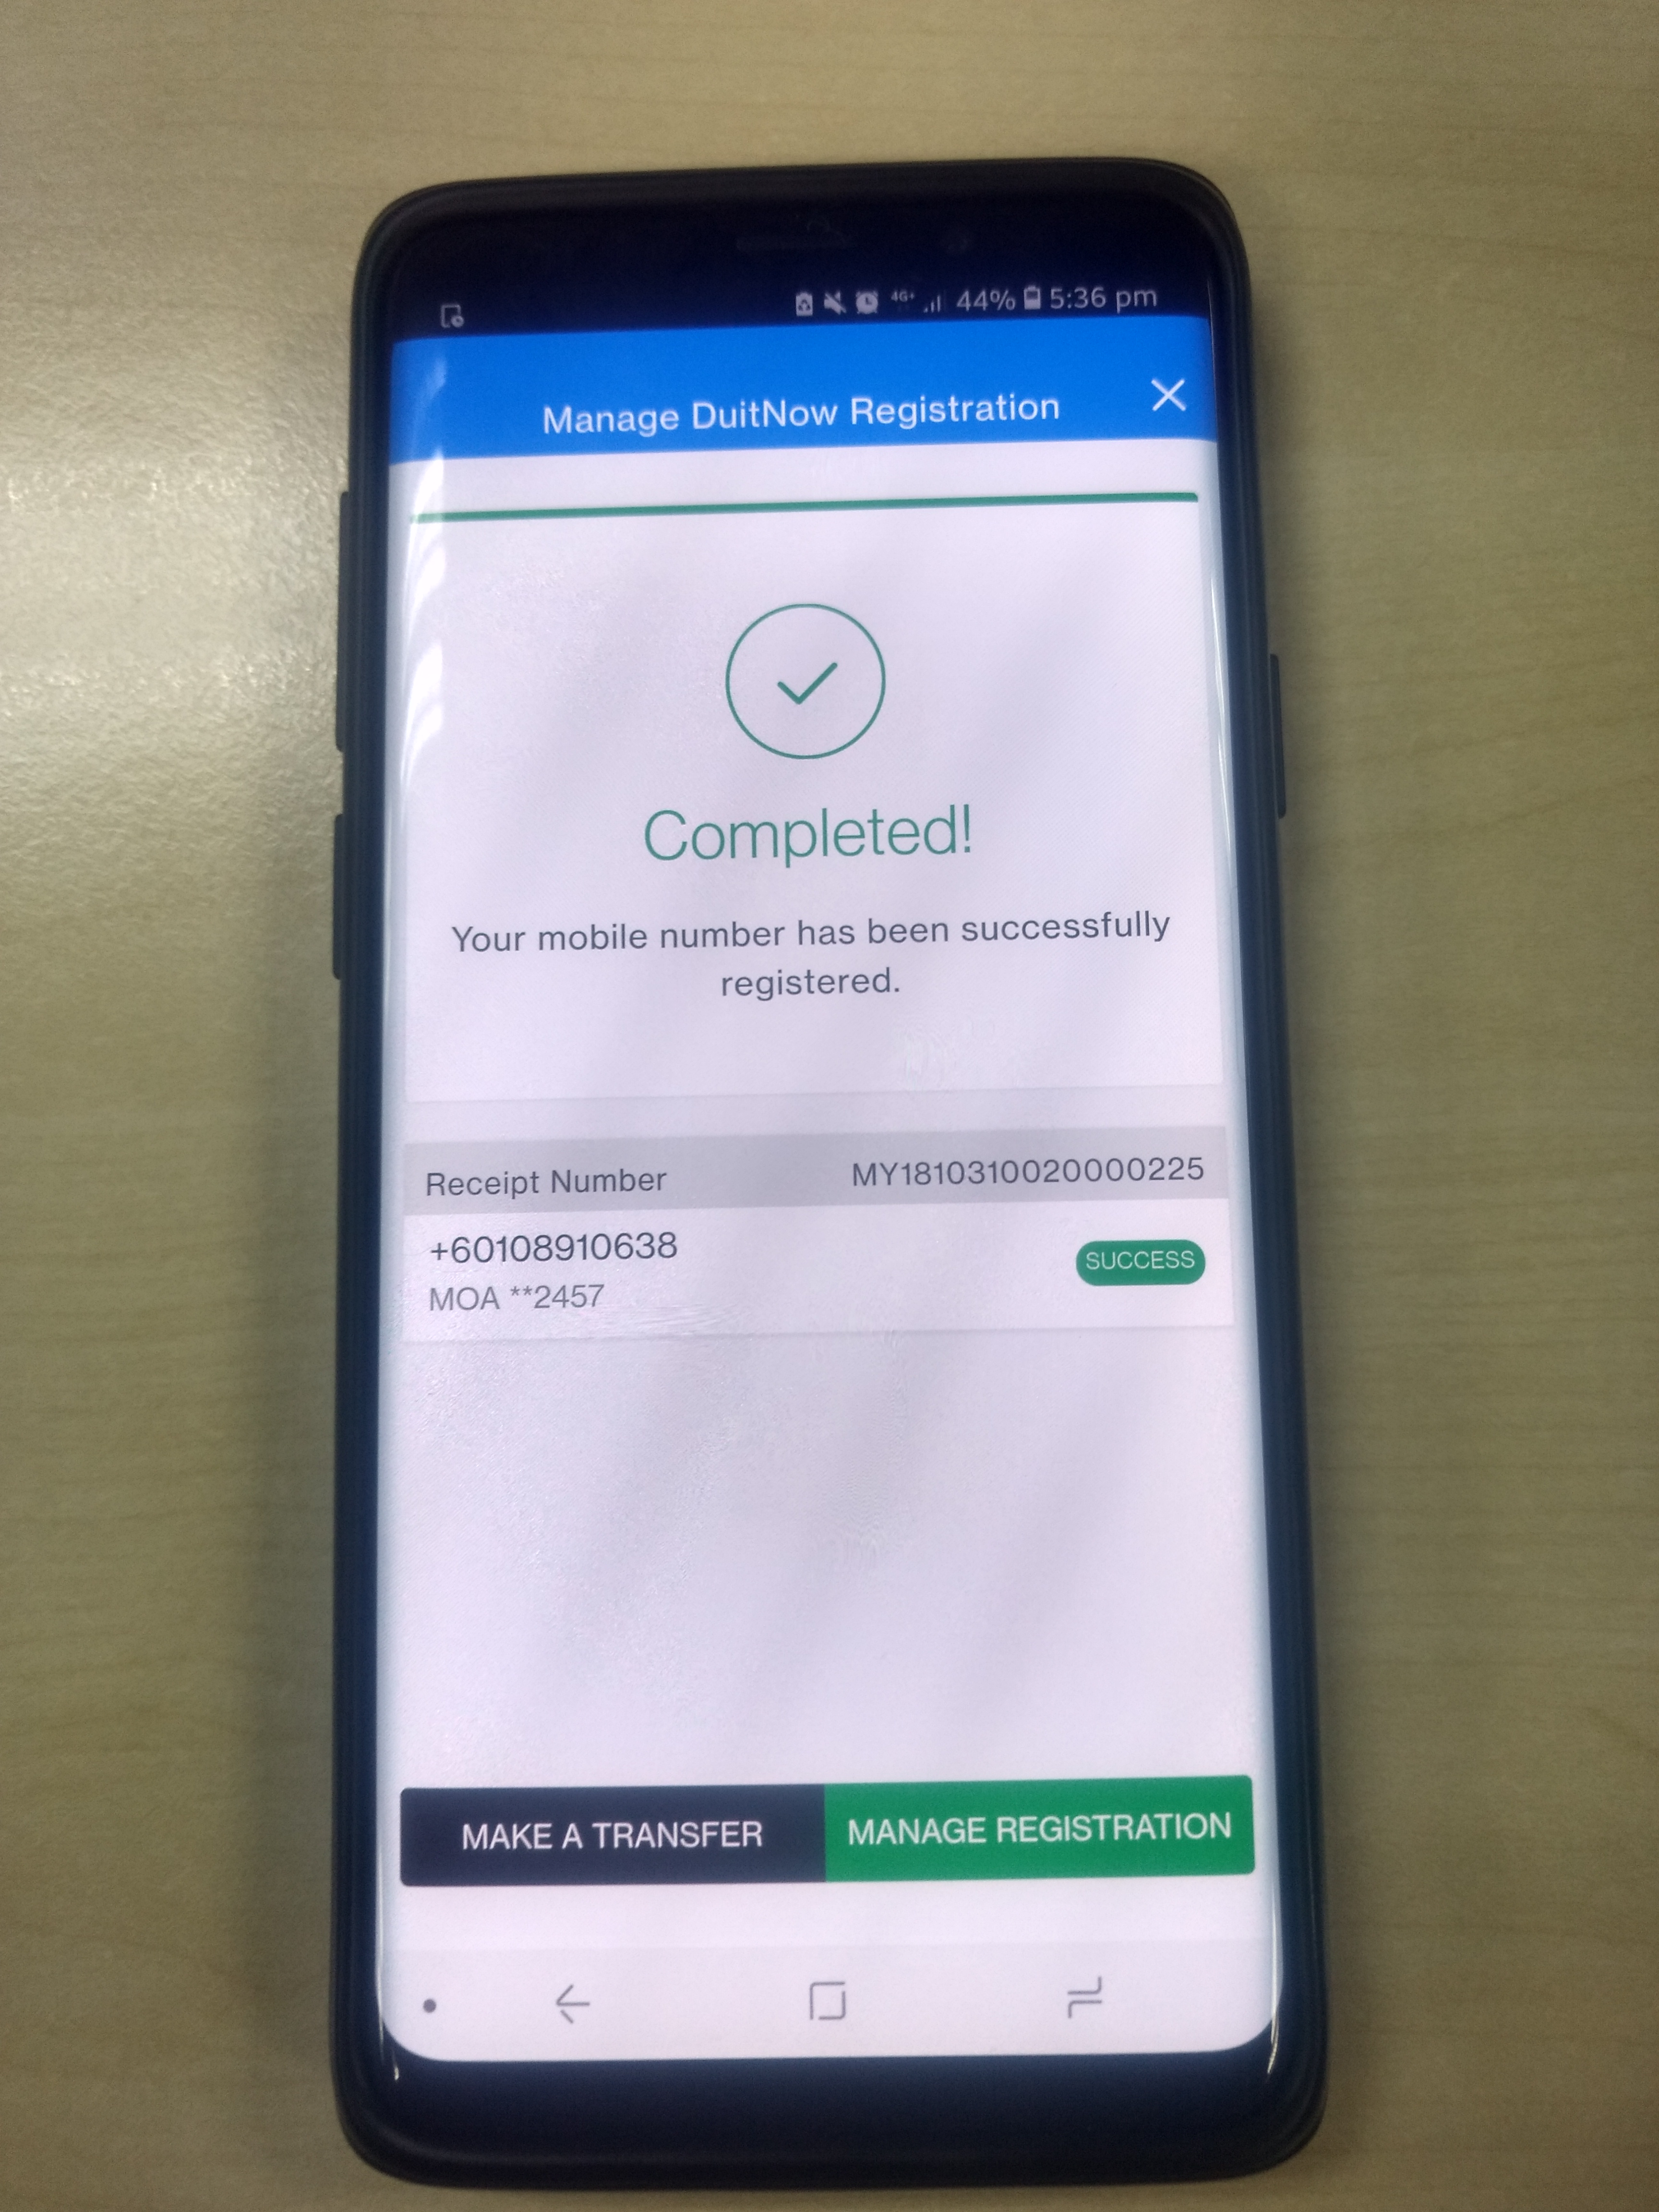 4G+ 44% 5:36 pm
Manage DuitNow Registration
Completed!
Your mobile number has been successfully
registered.
Receipt Number MY1810310020000225
+60108910638
SUCCESS
MOA **2457
MAKE A TRANSFER MANAGE REGISTRATION